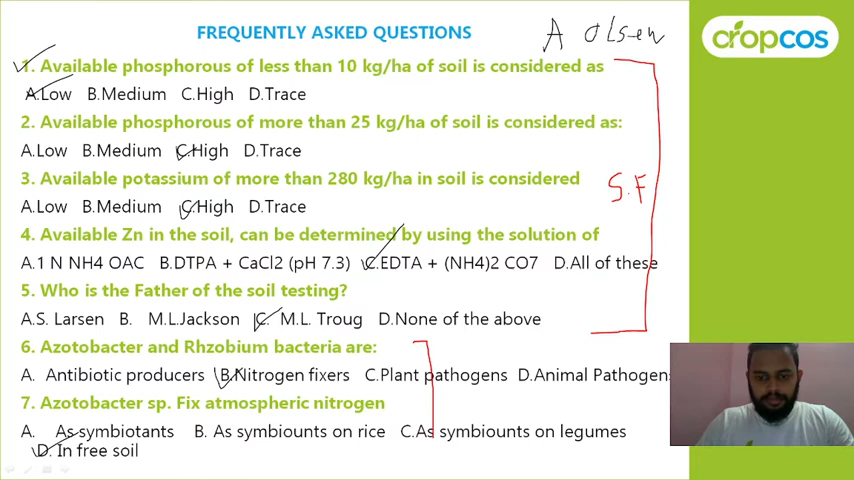 FREQUENTLY ASKED QUESTIONS
A Olsen
cropcos
1. Available phosphorous of less than 10 kg/ha of soil is considered as
A.Low B.Medium C.High D.Trace
2. Available phosphorous of more than 25 kg/ha of soil is considered as:
A.Low B.Medium C.High D.Trace
3. Available potassium of more than 280 kg/ha in soil is considered
S.F
A.Low B.Medium C.High D.Trace
4. Available Zn in the soil, can be determined by using the solution of
A.1 N NH4 OAC B.DTPA + CaCl2 (pH 7.3) C.EDTA + (NH4)2 CO7 D.All of these
5. Who is the Father of the soil testing?
A.S. Larsen B. M.L.Jackson C. M.L. Troug D.None of the above
6. Azotobacter and Rhzobium bacteria are:
A. Antibiotic producers B.Nitrogen fixers C.Plant pathogens D.Animal Pathogens
7. Azotobacter sp. Fix atmospheric nitrogen
A. As symbiotants B. As symbiounts on rice C.As symbiounts on legumes
D. In free soil